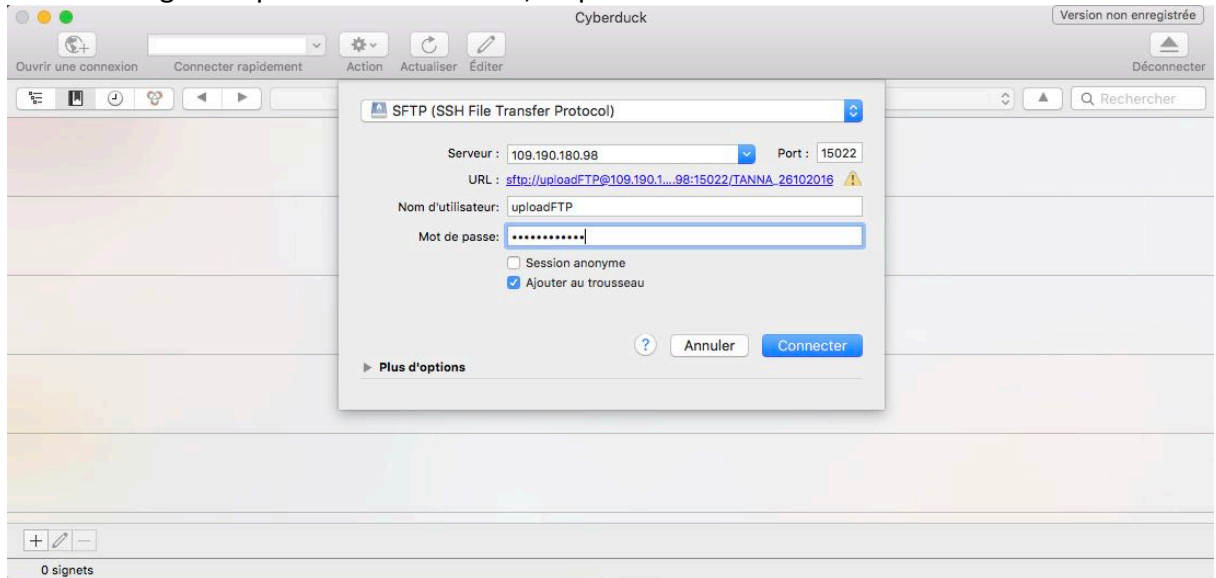 Cyberduck
Version non enregistrée
Ouvrir une connexion Connecter rapidement Action Actualiser Éditer Déconnecter
Rechercher
SFTP (SSH File Transfer Protocol)
Serveur : 109.190.180.98 Port : 15022
URL : sftp://uploadFTP@109.190.1....98:15022/TANNA_26102016
Nom d'utilisateur: uploadFTP
Mot de passe: ••••••••••••
Session anonyme
Ajouter au trousseau
? Annuler Connecter
Plus d'options
0 signets